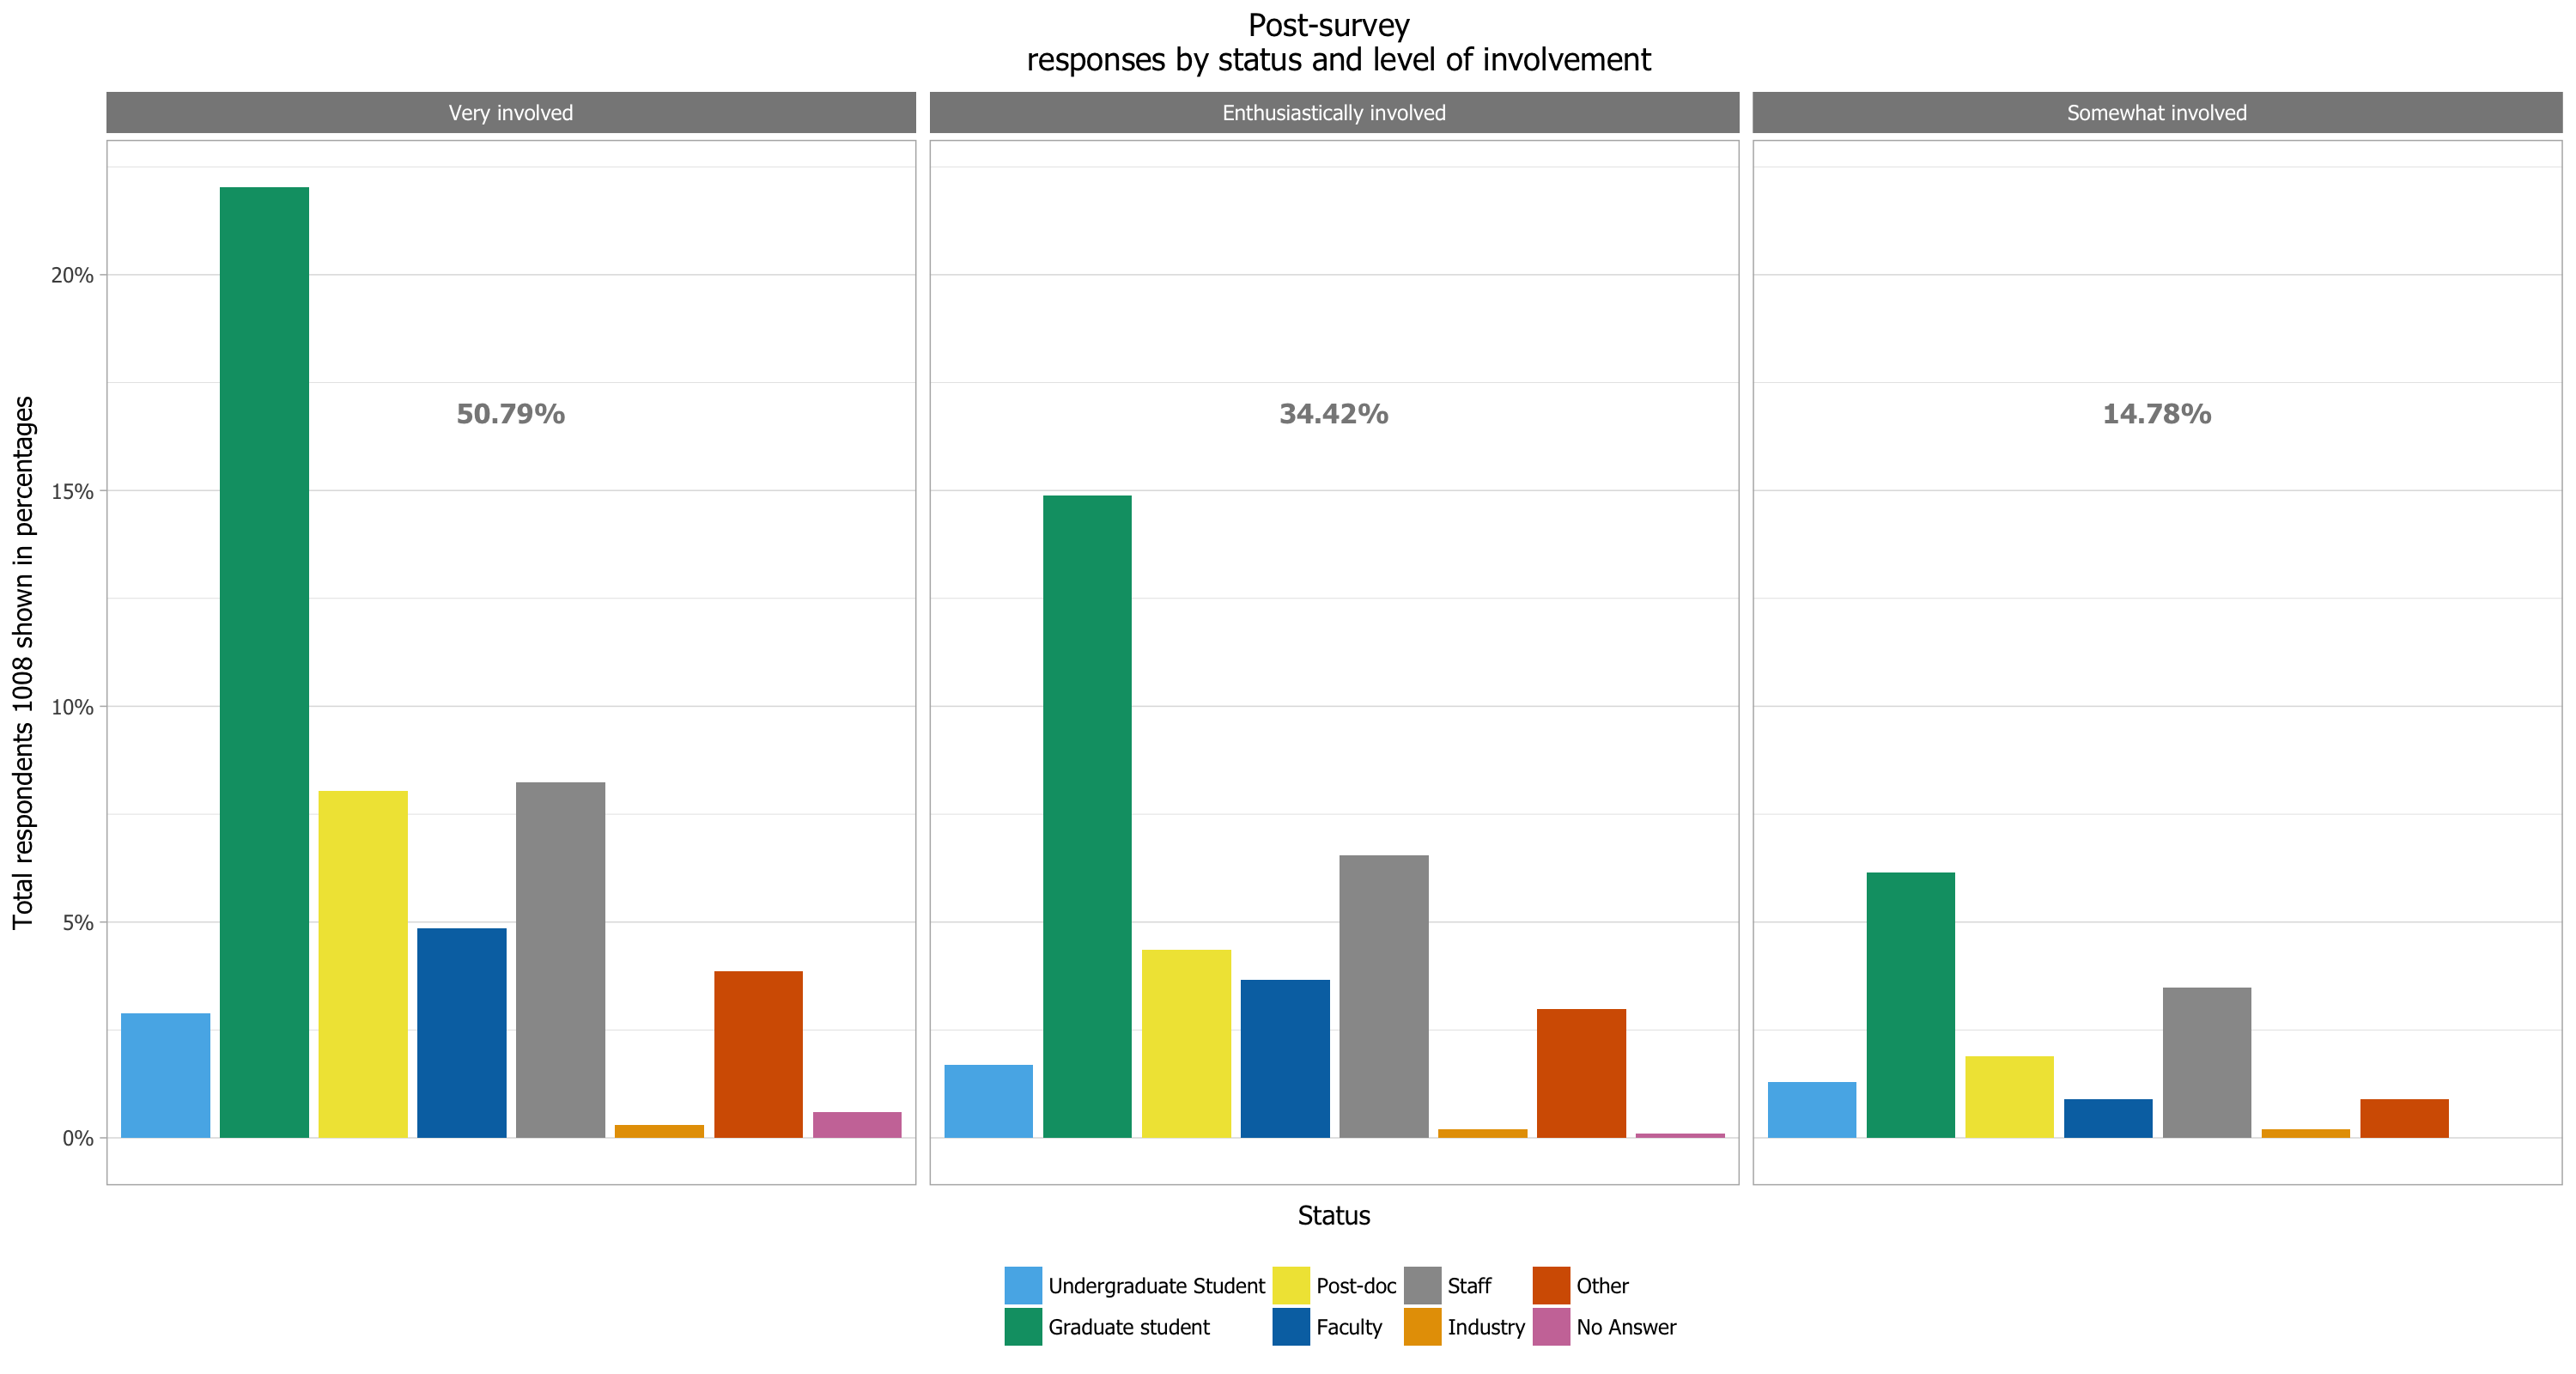 Post-survey
responses by status and level of involvement
Very involved
Enthusiastically involved
Somewhat involved
Total respondents 1008 shown in percentages
20%
15%
10%
5%
0%
50.79%
34.42%
14.78%
Status
Undergraduate Student
Post-doc
Staff
Other
Graduate student
Faculty
Industry
No Answer